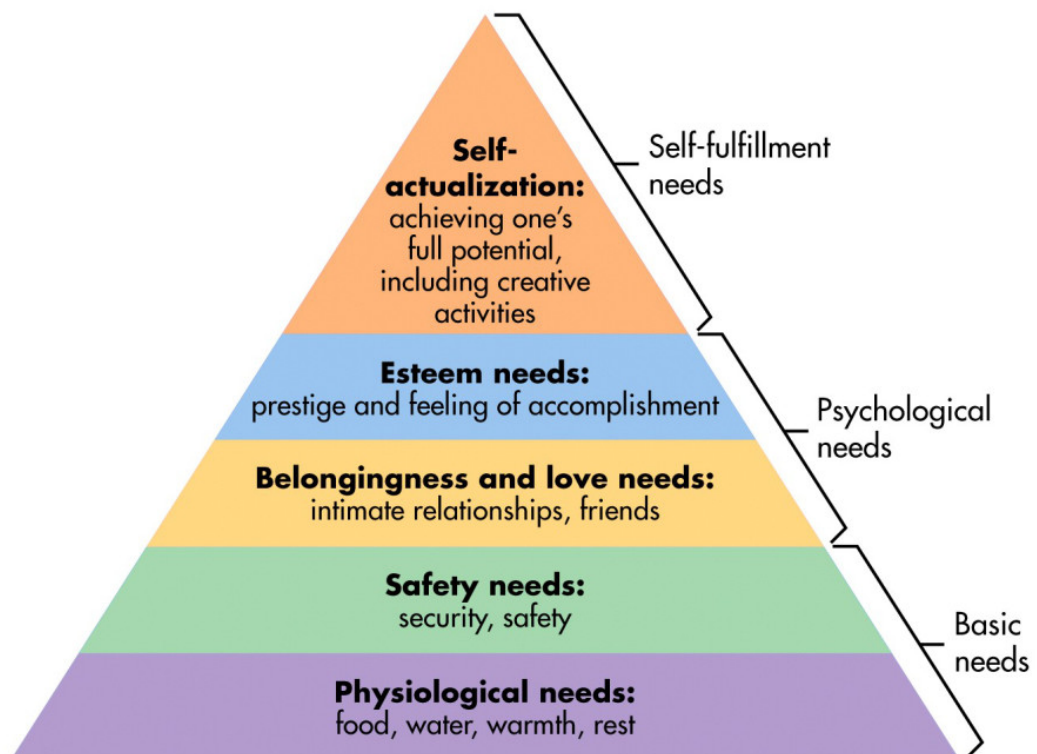 Self-
actualization:
achieving one’s
full potential,
including creative
activities
Self-fulfillment
needs
Esteem needs:
prestige and feeling of accomplishment
Belongingness and love needs:
intimate relationships, friends
Psychological
needs
Safety needs:
security, safety
Physiological needs:
food, water, warmth, rest
Basic
needs